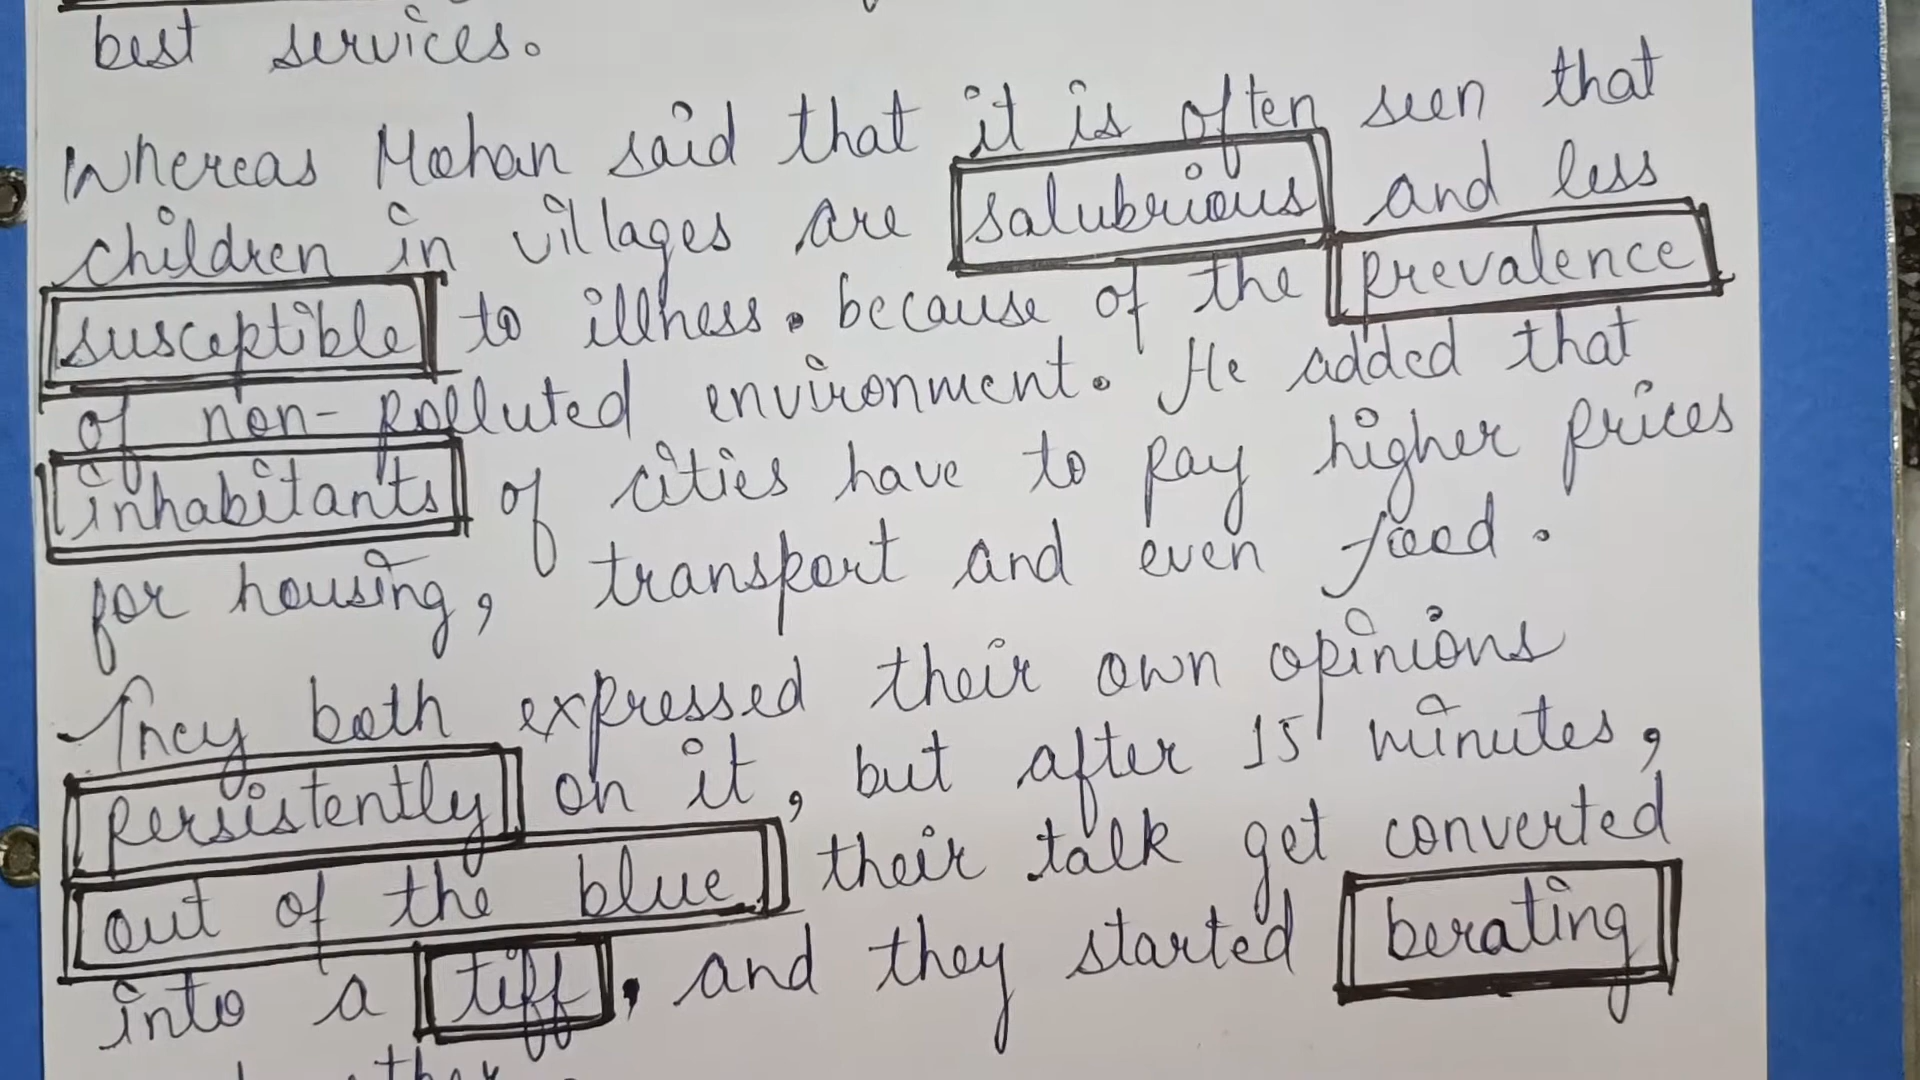 best services.
Whereas Mohan said that it is often seen that
children in villages are salubrious and less
susceptible to illness. because of the prevalence
of non-polluted environment. He added that
inhabitants of cities have to pay higher prices
for housing, transport and even food.
They both expressed their own opinions
persistently on it, but after 15 minutes,
out of the blue, their talk get converted
into a tiff, and they started berating